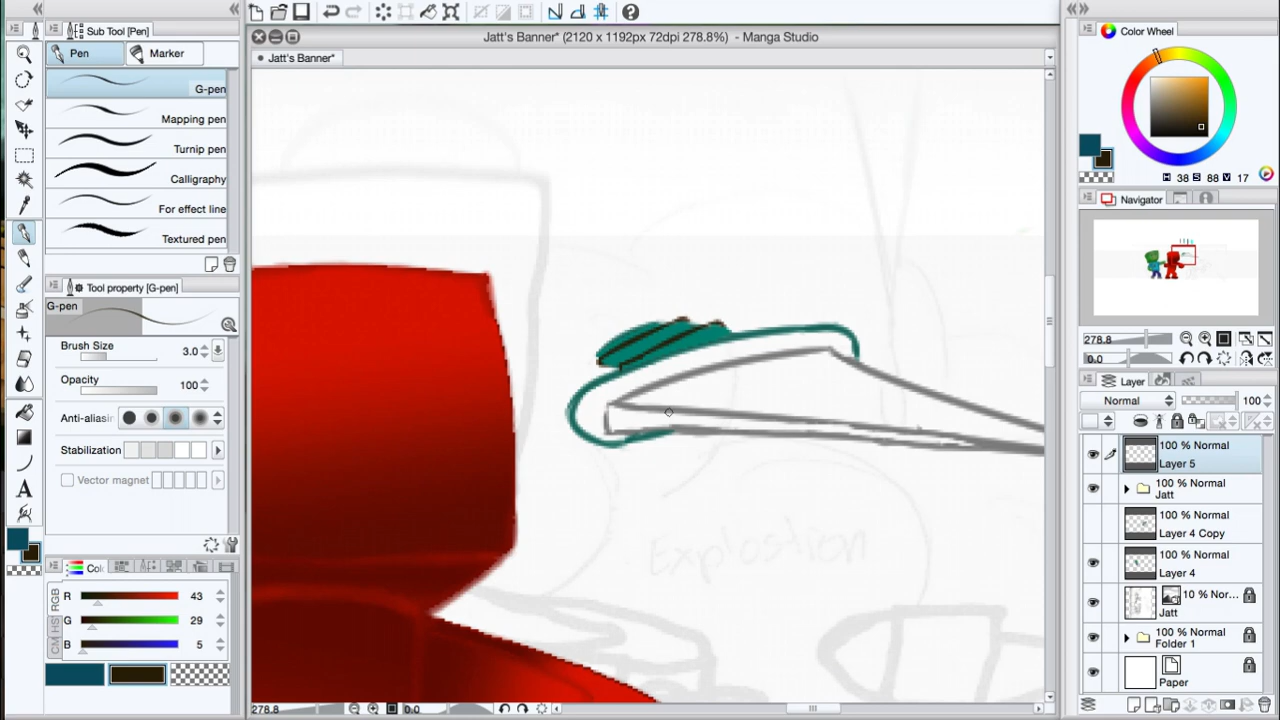 Sub Tool [Pen]
Pen
Marker
G-pen
Mapping pen
Turnip pen
Calligraphy
For effect line
Textured pen
Tool property [G-pen]
G-pen
Brush Size
3.0
Opacity
100
Anti-aliasin
Stabilization
Vector magnet
Col
RGB
R
43
G
29
B
5
Jatt's Banner* (2120 x 1192px 72dpi 278.8%) - Manga Studio
Jatt's Banner*
Explostion
278.8
0.0
Color Wheel
H 38 S 88 V 17
Navigator
278.8
0.0
Layer
Normal
100
100 % Normal
Layer 5
100 % Normal
Jatt
100 % Normal
Layer 4 Copy
100 % Normal
Layer 4
10 % Nor...
Jatt
100 % Normal
Folder 1
Paper